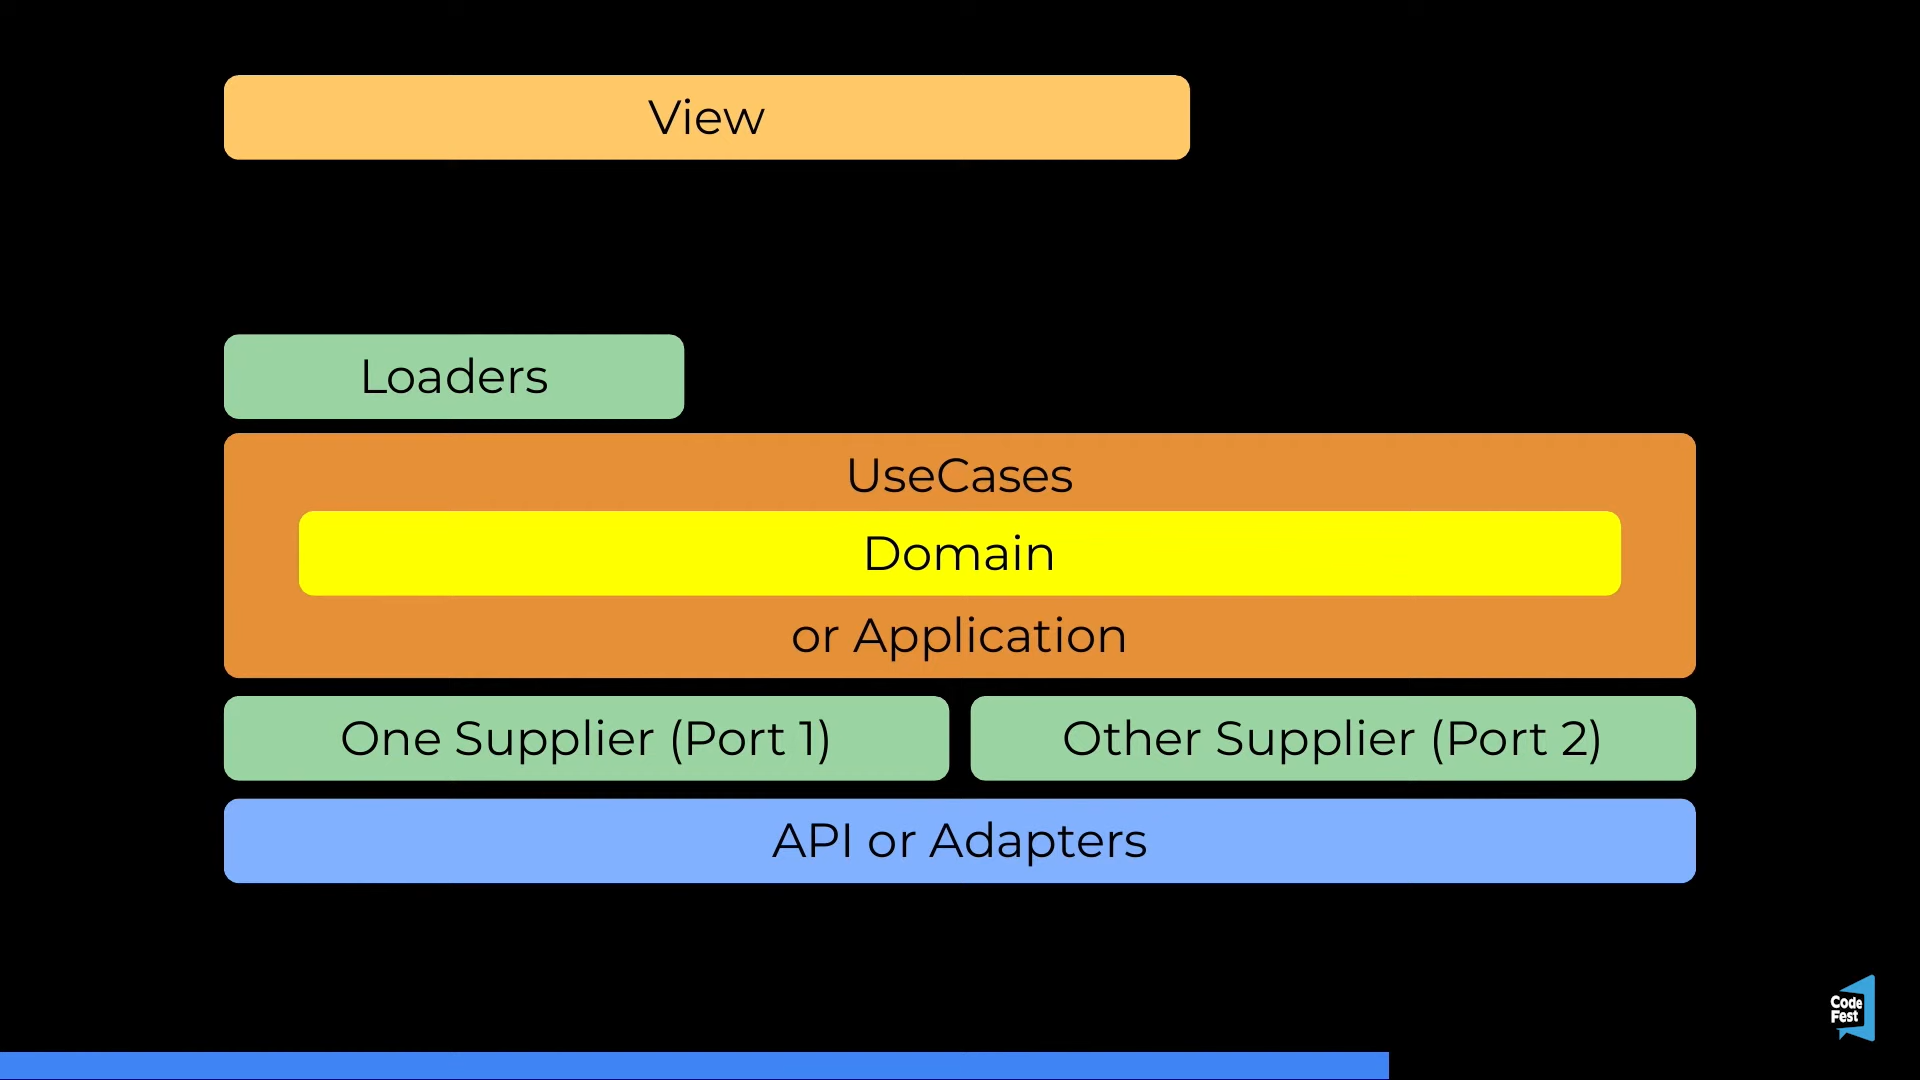 View
Loaders
UseCases
Domain
or Application
One Supplier (Port 1)
Other Supplier (Port 2)
API or Adapters
Code
Fest